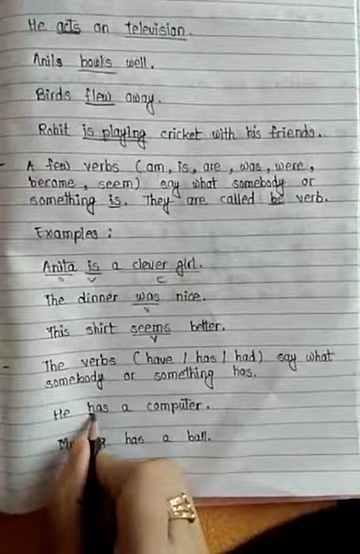 He acts on television.
Anils bowls well.
Birds flew away.
Rohit is playing cricket with his friends.
- A few verbs (am, is, are, was, were,
become, seem) say what somebody or
something is. They are called be verb.
Examples :
Anita is a clever girl.
S V C
The dinner was nice.
V
This shirt seems better.
V
- The verbs (have / has / had) say what
somebody or something has.
He has a computer.
has a ball.